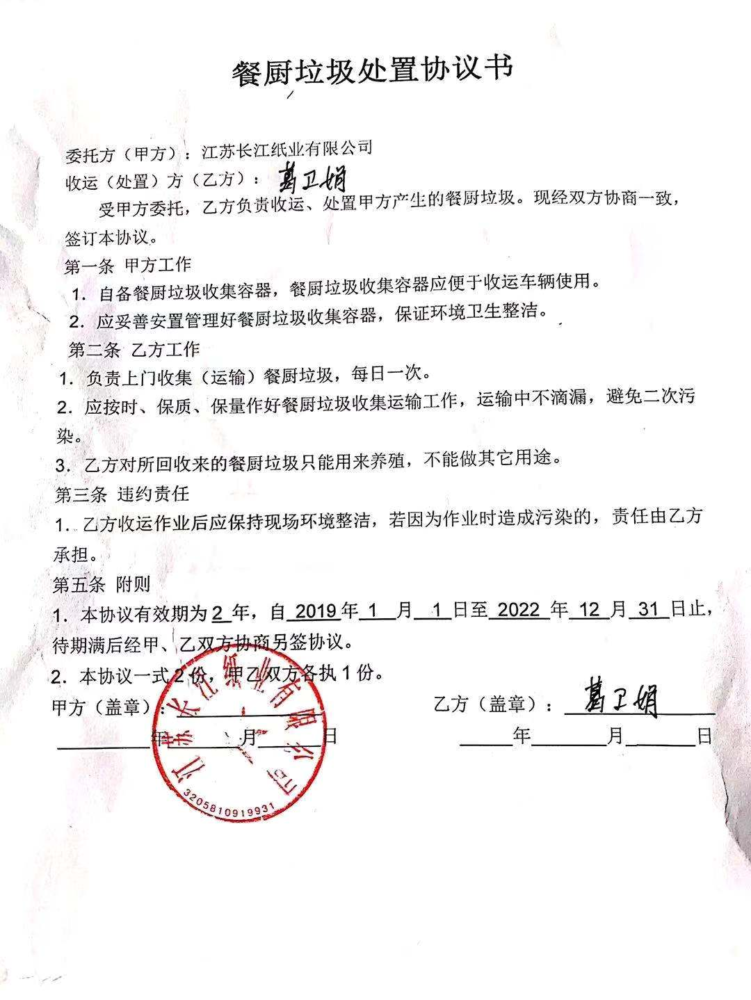 餐厨垃圾处置协议书
委托方（甲方）：江苏长江纸业有限公司
收运（处置）方（乙方）：葛卫娟
受甲方委托，乙方负责收运、处置甲方产生的餐厨垃圾。现经双方协商一致，
签订本协议。
第一条 甲方工作
1．自备餐厨垃圾收集容器，餐厨垃圾收集容器应便于收运车辆使用。
2．应妥善安置管理好餐厨垃圾收集容器，保证环境卫生整洁。
第二条 乙方工作
1．负责上门收集（运输）餐厨垃圾，每日一次。
2．应按时、保质、保量作好餐厨垃圾收集运输工作，运输中不滴漏，避免二次污
染。
3．乙方对所回收来的餐厨垃圾只能用来养殖，不能做其它用途。
第三条 违约责任
1．乙方收运作业后应保持现场环境整洁，若因为作业时造成污染的，责任由乙方
承担。
第五条 附则
1．本协议有效期为 2 年，自 2019 年 1 月 1 日至 2022 年 12 月 31 日止，
待期满后经甲、乙双方协商另签协议。
2．本协议一式 2 份，甲乙双方各执 1 份。
甲方（盖章）： 乙方（盖章）：葛卫娟
年 月 日 年 月 日
江苏长江纸业有限公司
3205810919931